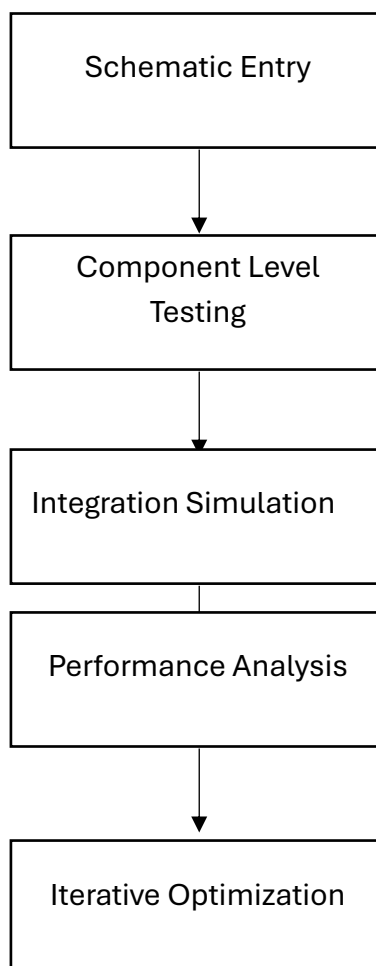 Schematic Entry
Component Level
Testing
Integration Simulation
Performance Analysis
Iterative Optimization